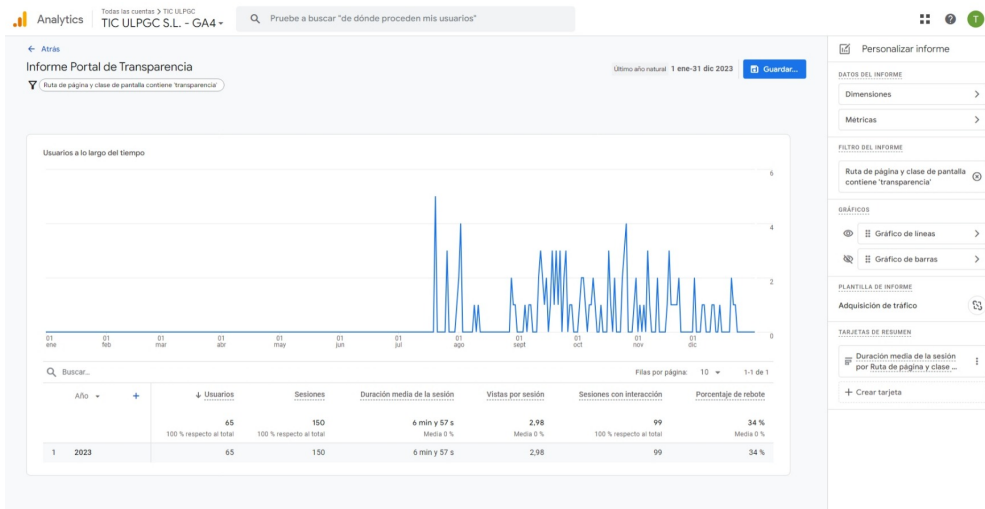 Analytics
Todas las cuentas > TIC ULPGC
TIC ULPGC S.L. - GA4
Pruebe a buscar "de dónde proceden mis usuarios"
T
Atrás
Informe Portal de Transparencia
Último año natural 1 ene-31 dic 2023
Guardar...
Ruta de página y clase de pantalla contiene 'transparencia'
Usuarios a lo largo del tiempo
6
4
2
0
01 ene
01 feb
01 mar
01 abr
01 may
01 jun
01 jul
01 ago
01 sept
01 oct
01 nov
01 dic
Buscar...
Filas por página: 10
1-1 de 1
Año + ↓ Usuarios Sesiones Duración media de la sesión Vistas por sesión Sesiones con interacción Porcentaje de rebote
65 150 6 min y 57 s 2,98 99 34 %
100 % respecto al total 100 % respecto al total Media 0 % Media 0 % 100 % respecto al total Media 0 %
1 2023 65 150 6 min y 57 s 2,98 99 34 %
Personalizar informe
DATOS DEL INFORME
Dimensiones
Métricas
FILTRO DEL INFORME
Ruta de página y clase de pantalla
contiene 'transparencia'
GRÁFICOS
Gráfico de líneas
Gráfico de barras
PLANTILLA DE INFORME
Adquisición de tráfico
TARJETAS DE RESUMEN
Duración media de la sesión
por Ruta de página y clase ...
+ Crear tarjeta